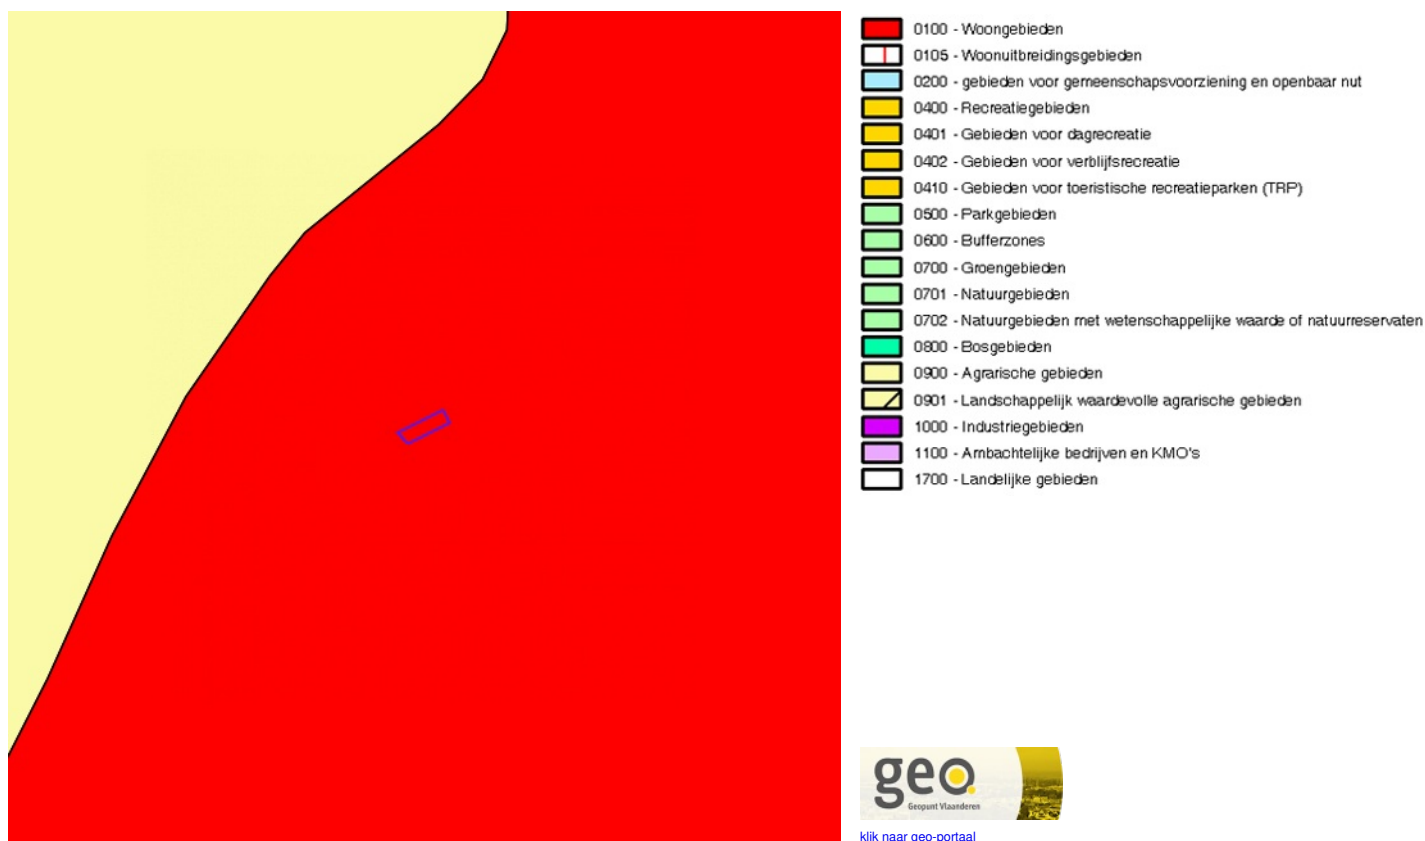 0100 - Woongebieden
0105 - Woonuitbreidingsgebieden
0200 - gebieden voor gemeenschapsvoorziening en openbaar nut
0400 - Recreatiegebieden
0401 - Gebieden voor dagrecreatie
0402 - Gebieden voor verblijfsrecreatie
0410 - Gebieden voor toeristische recreatieparken (TRP)
0500 - Parkgebieden
0600 - Bufferzones
0700 - Groengebieden
0701 - Natuurgebieden
0702 - Natuurgebieden met wetenschappelijke waarde of natuurreservaten
0800 - Bosgebieden
0900 - Agrarische gebieden
0901 - Landschappelijk waardevolle agrarische gebieden
1000 - Industriegebieden
1100 - Ambachtelijke bedrijven en KMO's
1700 - Landelijke gebieden
geo
Geopunt Vlaanderen
klik naar geo-portaal